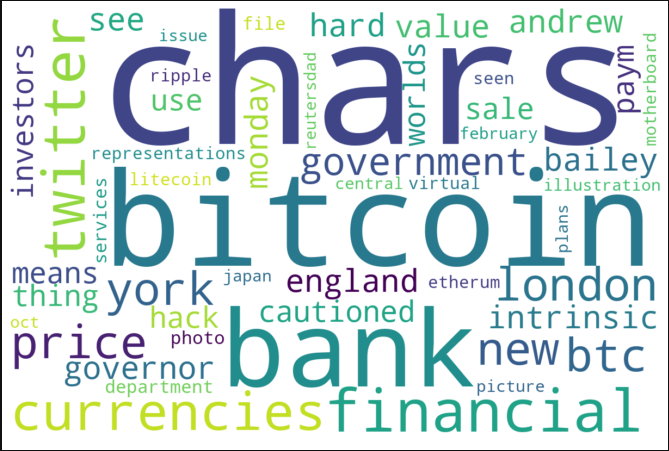 see
issue
file
hard
value
andrew
investors
twitter
chars
ripple
use
monday
reutersdad
worlds
seen
sale
february
paym
motherboard
representations
government
bailey
litecoin
central
virtual
illustration
services
bitcoin
plans
means
thing
york
japan
england
etherum
london
oct
hack
cautioned
intrinsic
price
photo
bank
new
btc
governor
department
picture
currencies
financial